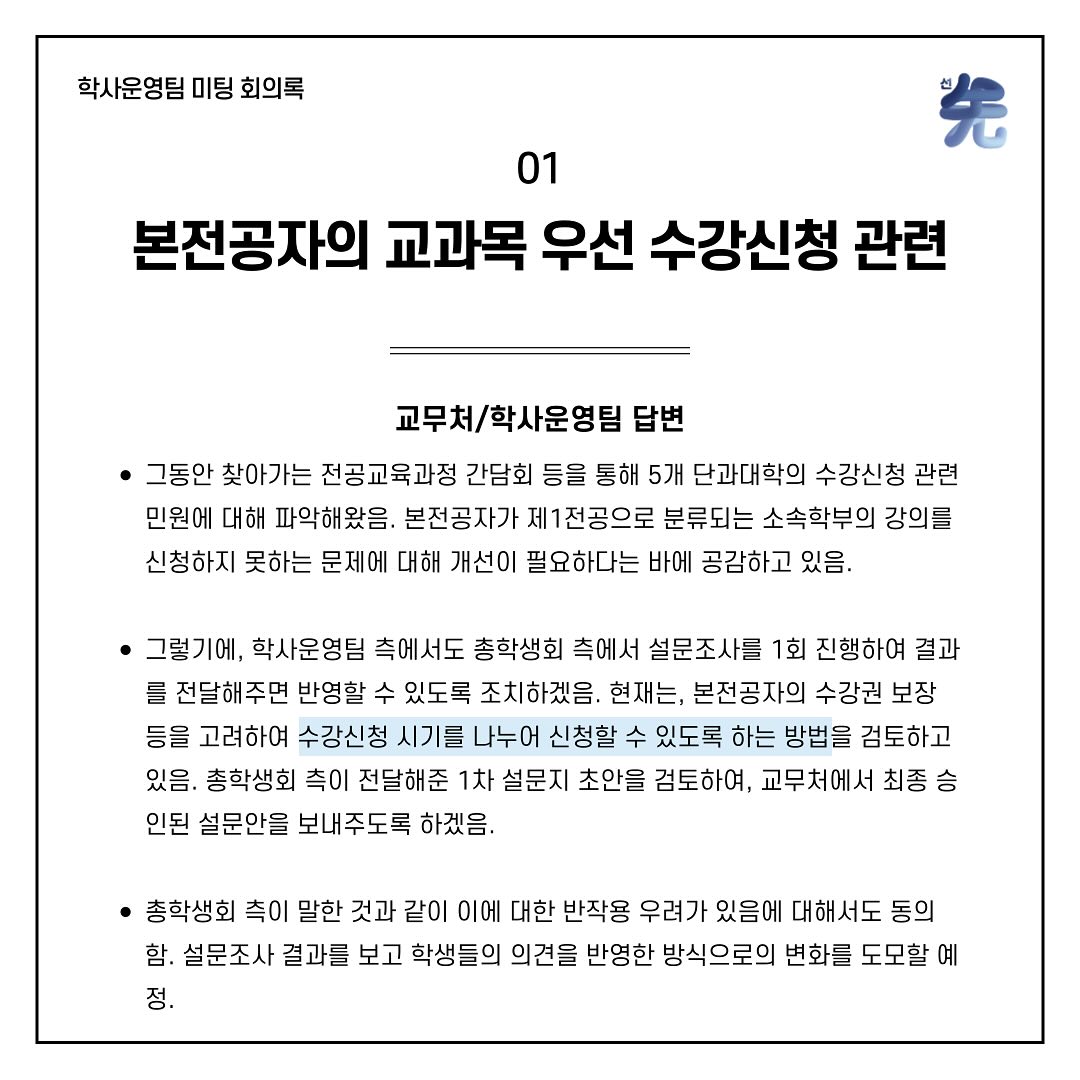 학사운영팀 미팅 회의록
선
先
01
본전공자의 교과목 우선 수강신청 관련
교무처/학사운영팀 답변
• 그동안 찾아가는 전공교육과정 간담회 등을 통해 5개 단과대학의 수강신청 관련
민원에 대해 파악해왔음. 본전공자가 제1전공으로 분류되는 소속학부의 강의를
신청하지 못하는 문제에 대해 개선이 필요하다는 바에 공감하고 있음.
• 그렇기에, 학사운영팀 측에서도 총학생회 측에서 설문조사를 1회 진행하여 결과
를 전달해주면 반영할 수 있도록 조치하겠음. 현재는, 본전공자의 수강권 보장
등을 고려하여 수강신청 시기를 나누어 신청할 수 있도록 하는 방법을 검토하고
있음. 총학생회 측이 전달해준 1차 설문지 초안을 검토하여, 교무처에서 최종 승
인된 설문안을 보내주도록 하겠음.
• 총학생회 측이 말한 것과 같이 이에 대한 반작용 우려가 있음에 대해서도 동의
함. 설문조사 결과를 보고 학생들의 의견을 반영한 방식으로의 변화를 도모할 예
정.